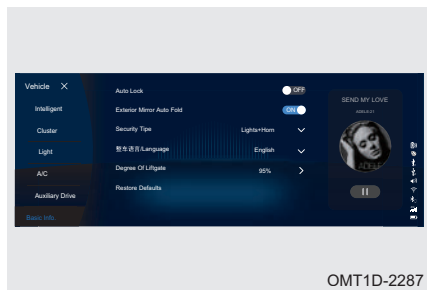 Vehicle X
Intelligent
Cluster
Light
A/C
Auxiliary Drive
Basic Info.
Auto Lock OFF
Exterior Mirror Auto Fold ON
Security Tipe Lights+Horn
整车语言/Language English
Degree Of Liftgate 95%
Restore Defaults
SEND MY LOVE
ADELE 21
ADELE
OMT1D-2287